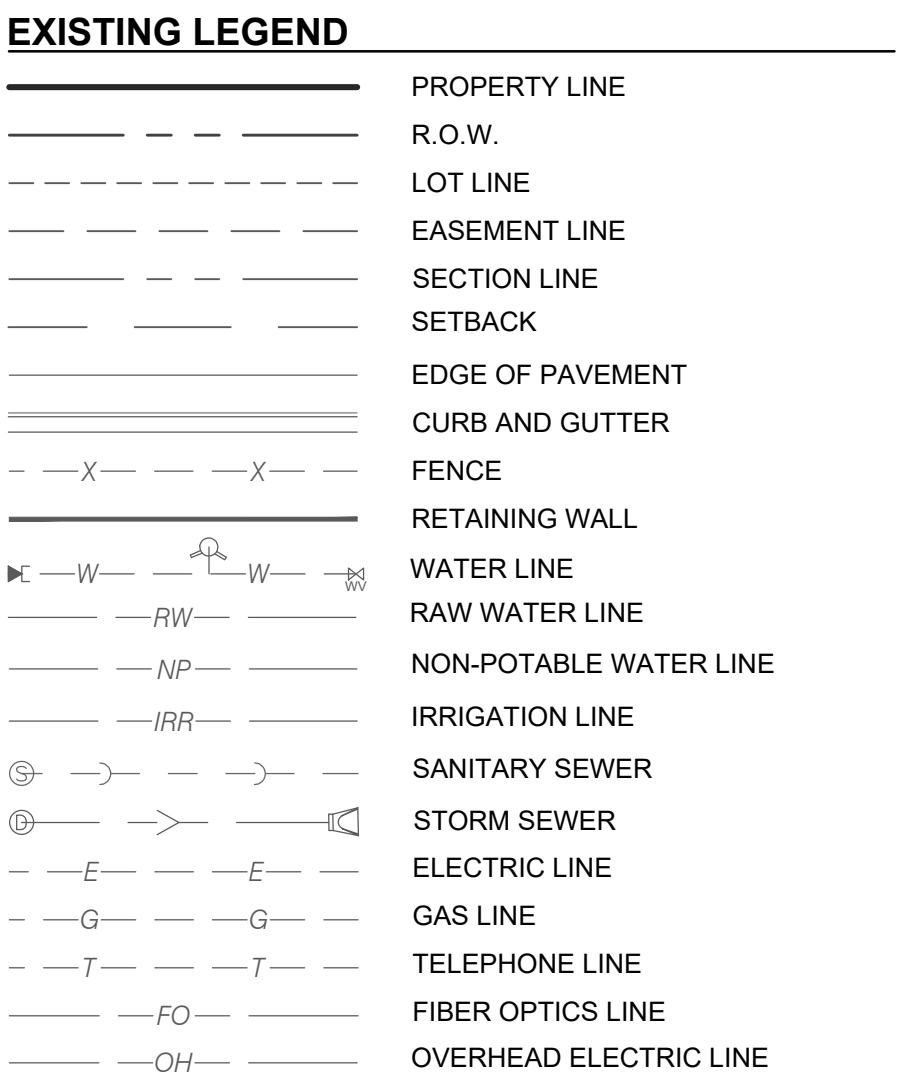 EXISTING LEGEND
PROPERTY LINE
R.O.W.
LOT LINE
EASEMENT LINE
SECTION LINE
SETBACK
EDGE OF PAVEMENT
CURB AND GUTTER
X X FENCE
RETAINING WALL
W W WV WATER LINE
RW RAW WATER LINE
NP NON-POTABLE WATER LINE
IRR IRRIGATION LINE
S SANITARY SEWER
D STORM SEWER
E E ELECTRIC LINE
G G GAS LINE
T T TELEPHONE LINE
FO FIBER OPTICS LINE
OH OVERHEAD ELECTRIC LINE